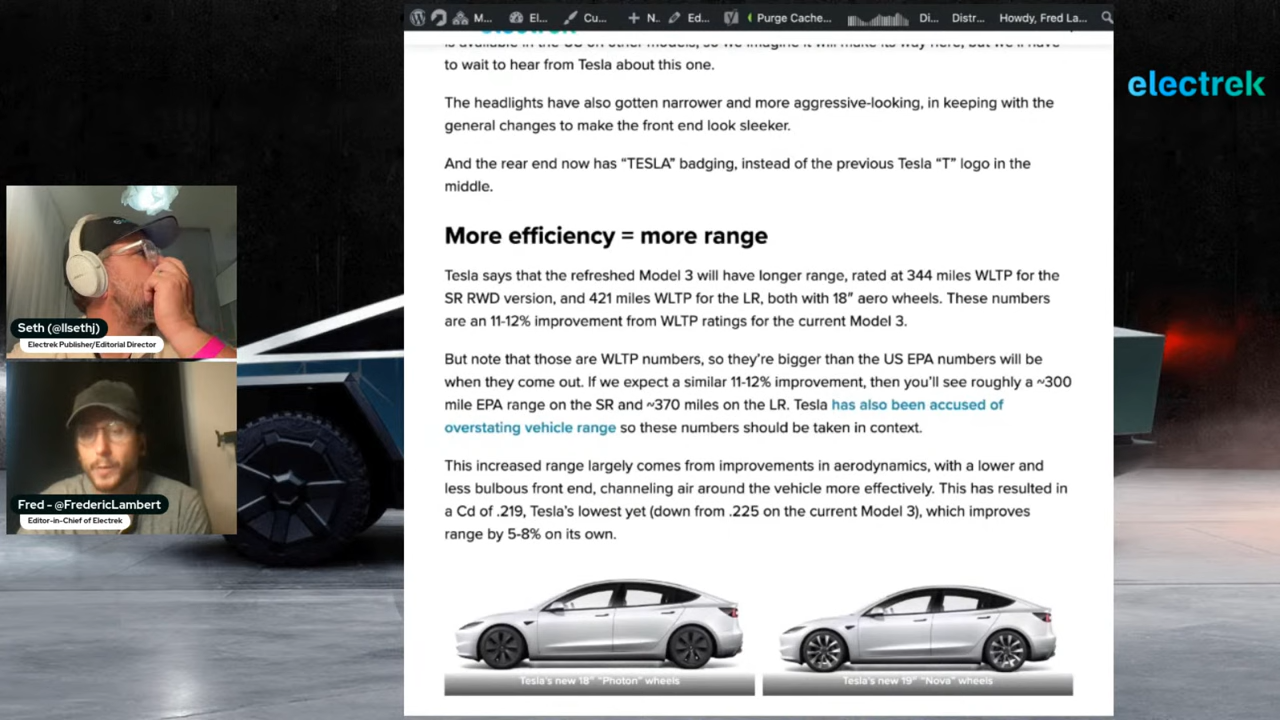 M...
El...
Cu...
N.
Ed...
Purge Cache...
Di...
Distr...
Howdy, Fred La...
electrek
electrek
is available in the US on other models, so we imagine it will make its way here, but we'll have
to wait to hear from Tesla about this one.
The headlights have also gotten narrower and more aggressive-looking, in keeping with the
general changes to make the front end look sleeker.
And the rear end now has “TESLA” badging, instead of the previous Tesla “T” logo in the
middle.
More efficiency = more range
Tesla says that the refreshed Model 3 will have longer range, rated at 344 miles WLTP for the
SR RWD version, and 421 miles WLTP for the LR, both with 18″ aero wheels. These numbers
are an 11-12% improvement from WLTP ratings for the current Model 3.
But note that those are WLTP numbers, so they’re bigger than the US EPA numbers will be
when they come out. If we expect a similar 11-12% improvement, then you’ll see roughly a ~300
mile EPA range on the SR and ~370 miles on the LR. Tesla has also been accused of
overstating vehicle range so these numbers should be taken in context.
This increased range largely comes from improvements in aerodynamics, with a lower and
less bulbous front end, channeling air around the vehicle more effectively. This has resulted in
a Cd of .219, Tesla’s lowest yet (down from .225 on the current Model 3), which improves
range by 5-8% on its own.
Tesla's new 18" "Photon" wheels
Tesla's new 19" "Nova" wheels
Seth (@llsethj)
Electrek Publisher/Editorial Director
Fred - @FredericLambert
Editor-in-Chief of Electrek